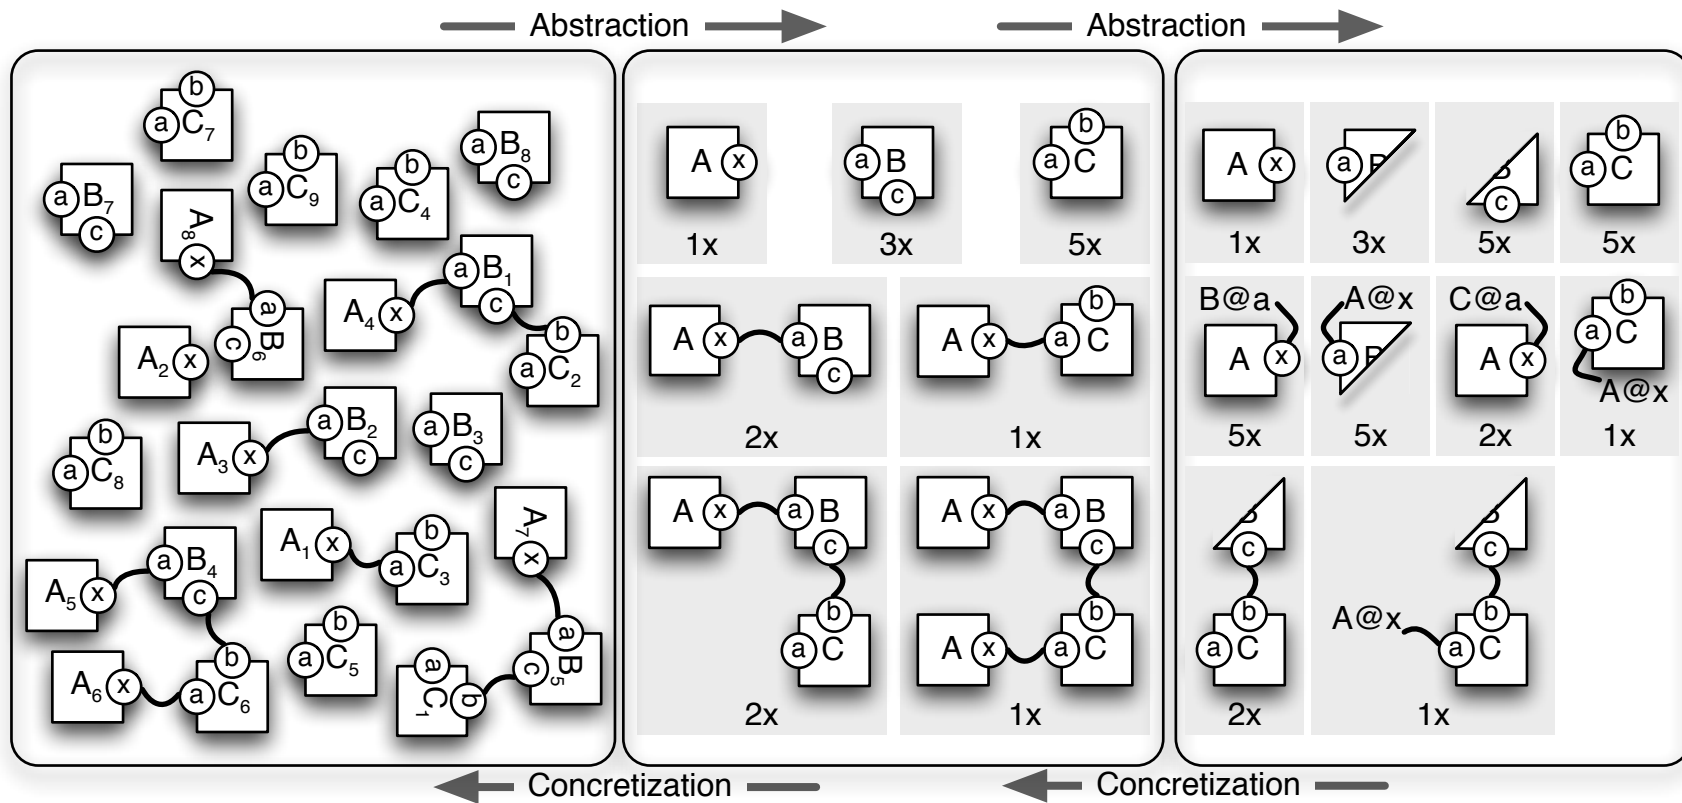 Abstraction Abstraction
b
a C7
b
a C9
b
a C4
a B8
c
a B7
c
A8
x
a
c B6
A4 x
a B1
c
b
a C2
A2 x
A3 x
a B2
c
a B3
c
b
a C8
A1 x
b
a C3
A7
x
a
c B5
a
b C1
A5 x
a B4
c
A6 x
b
a C6
b
a C5
A x
1x
a B
c
3x
b
a C
5x
A x a B
c
2x
b
A x a C
1x
A x a B
c
b
a C
2x
A x a B
c
b
A x a C
1x
A x
1x
a B
3x
B
c
5x
b
a C
5x
B@a
A x
5x
A@x
a B
5x
C@a
A x
2x
b
a C
A@x
1x
B
c
b
a C
2x
B
c
b
A@x
a C
1x
Concretization Concretization